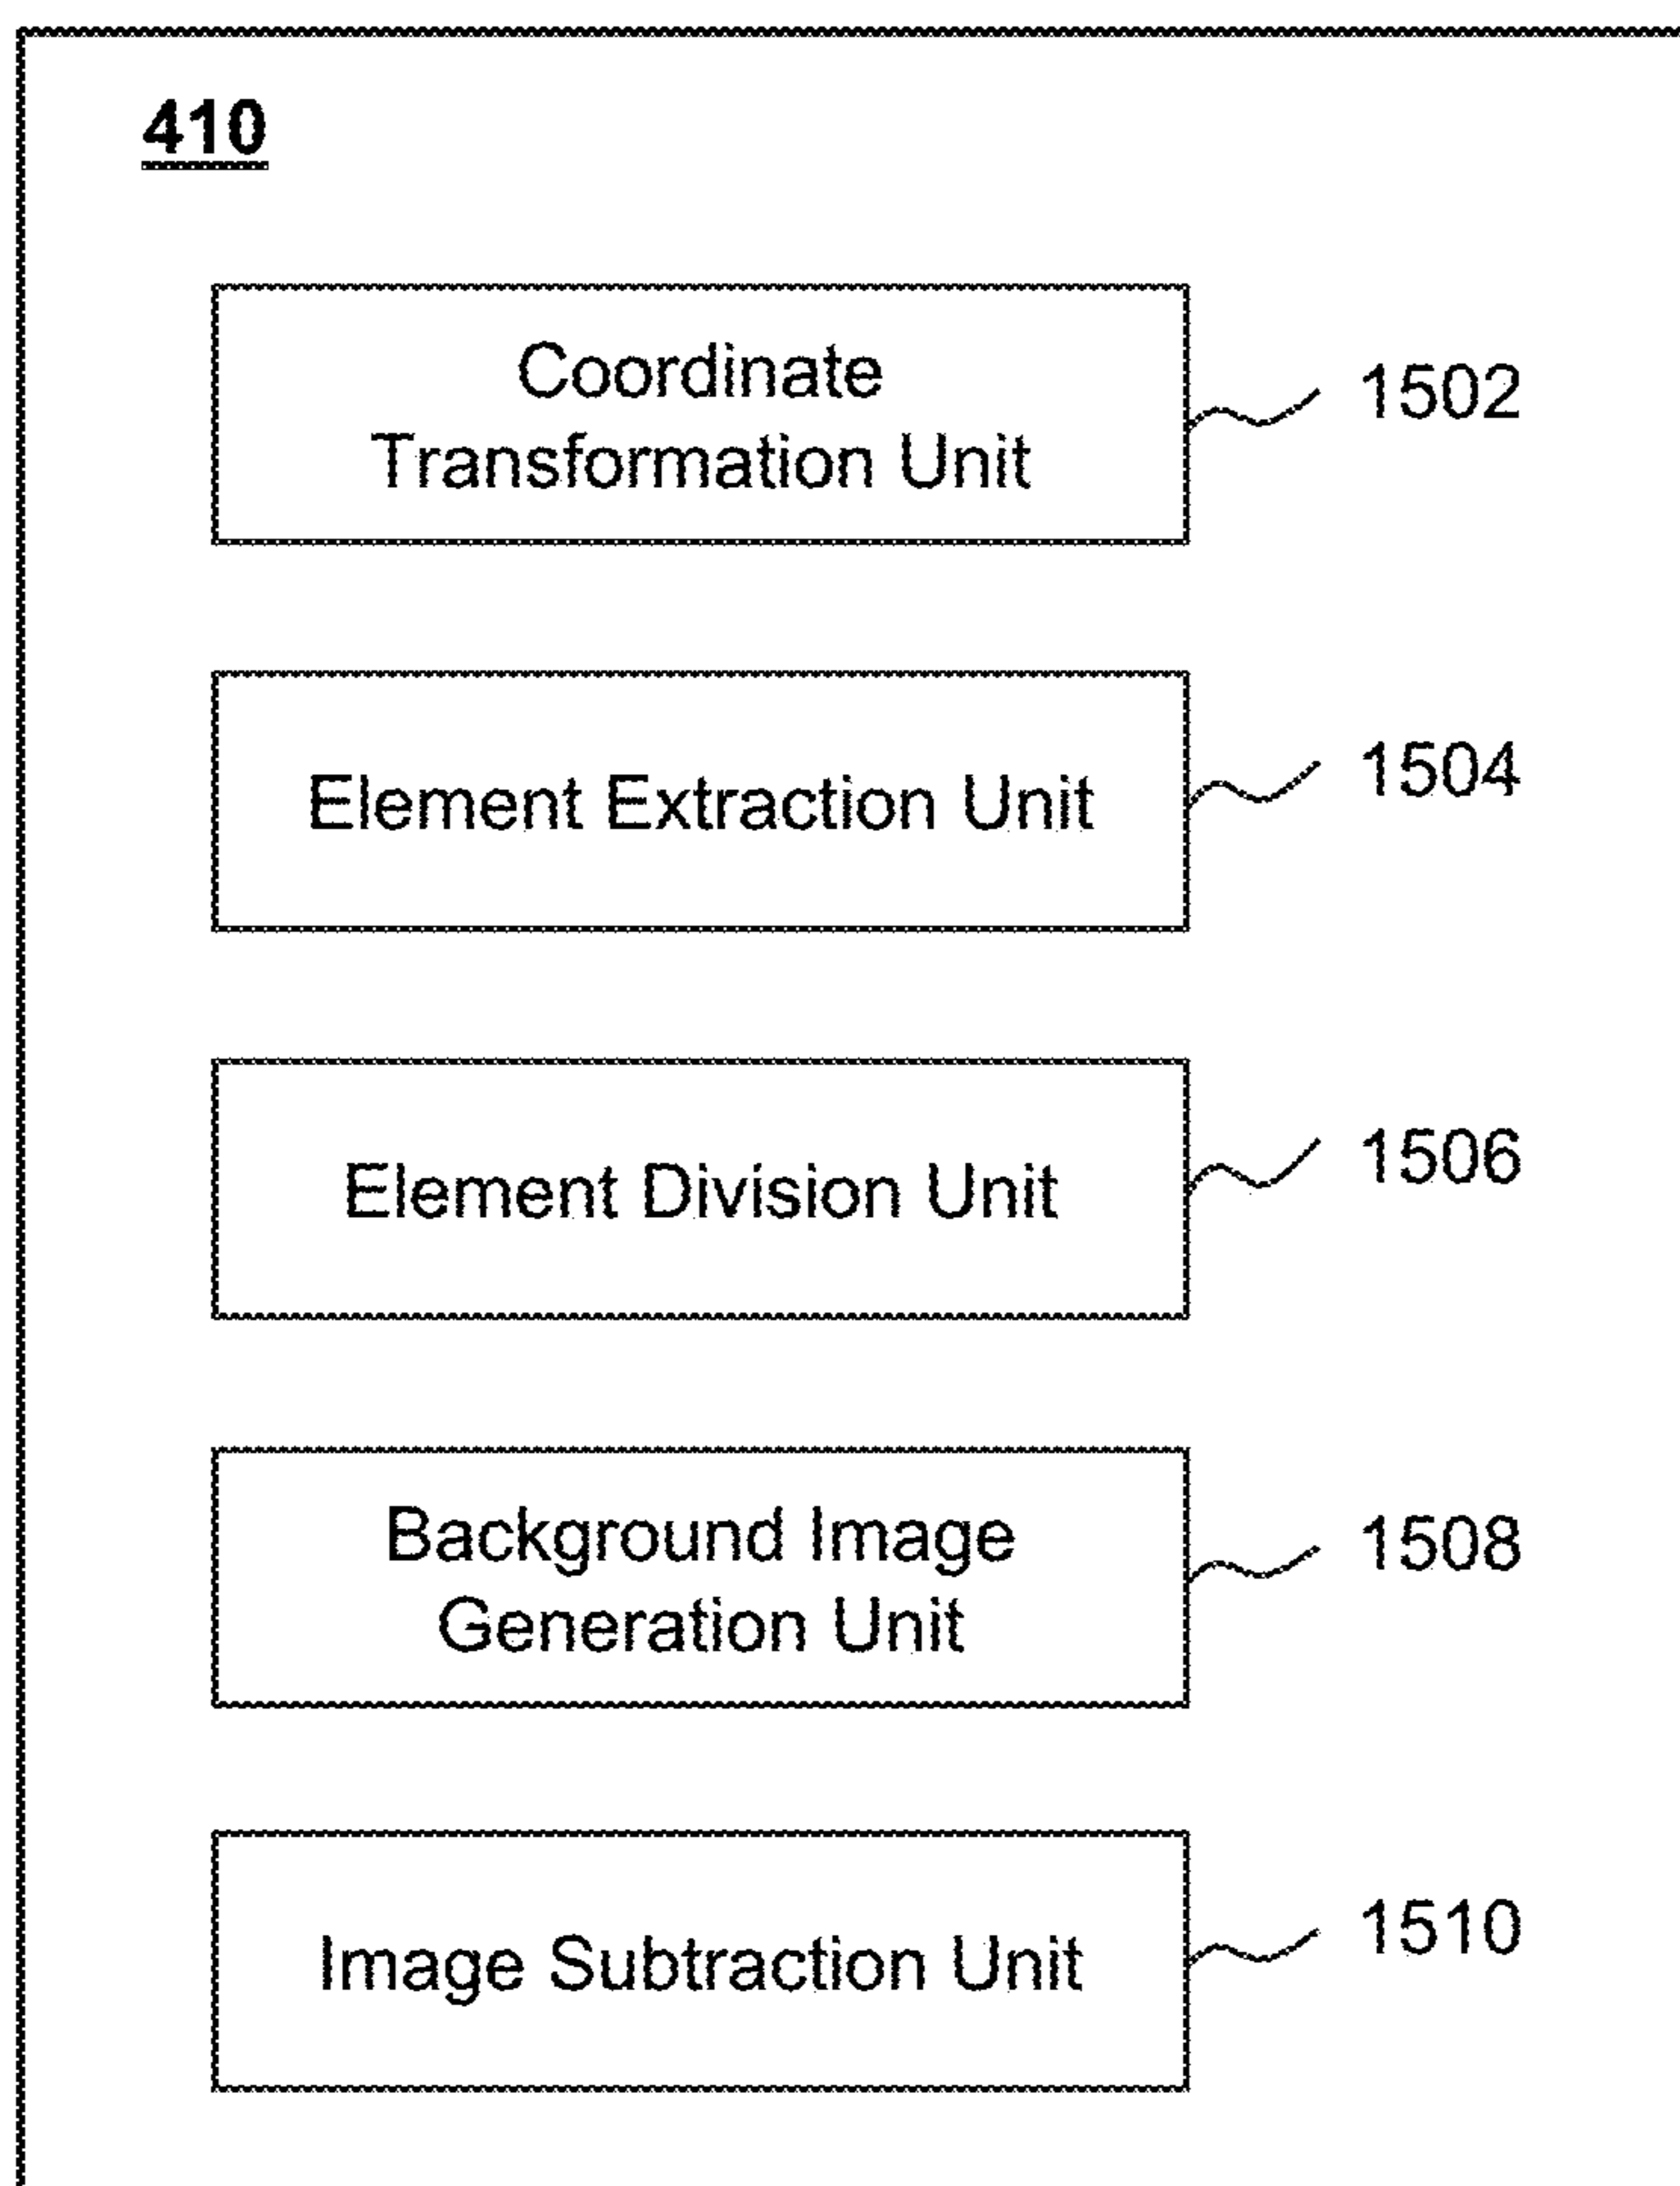 410
Coordinate
Transformation Unit
1502
Element Extraction Unit
1504
Element Division Unit
1506
Background Image
Generation Unit
1508
Image Subtraction Unit
1510